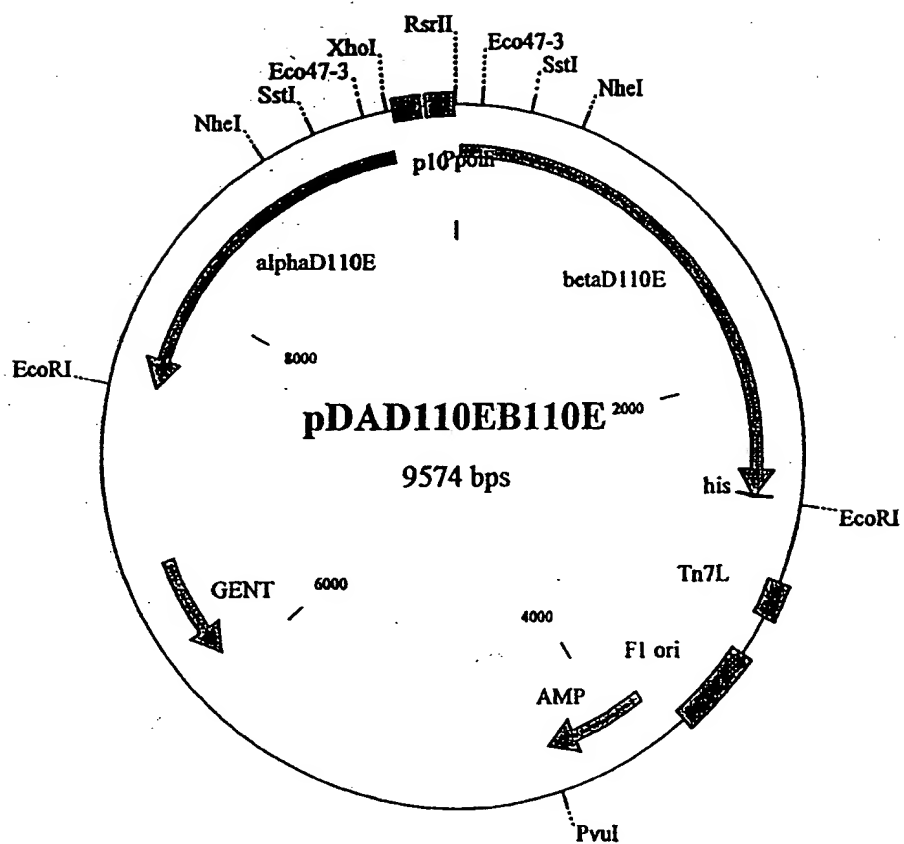 RsrII
XhoI
Eco47-3
Eco47-3
SstI
SstI
NheI
NheI
p10
alphaD110E
betaD110E
EcoRI
8000
pDAD110EB110E
2000
9574 bps
his
EcoRI
Tn7L
GENT
6000
4000
F1 ori
AMP
PvuI